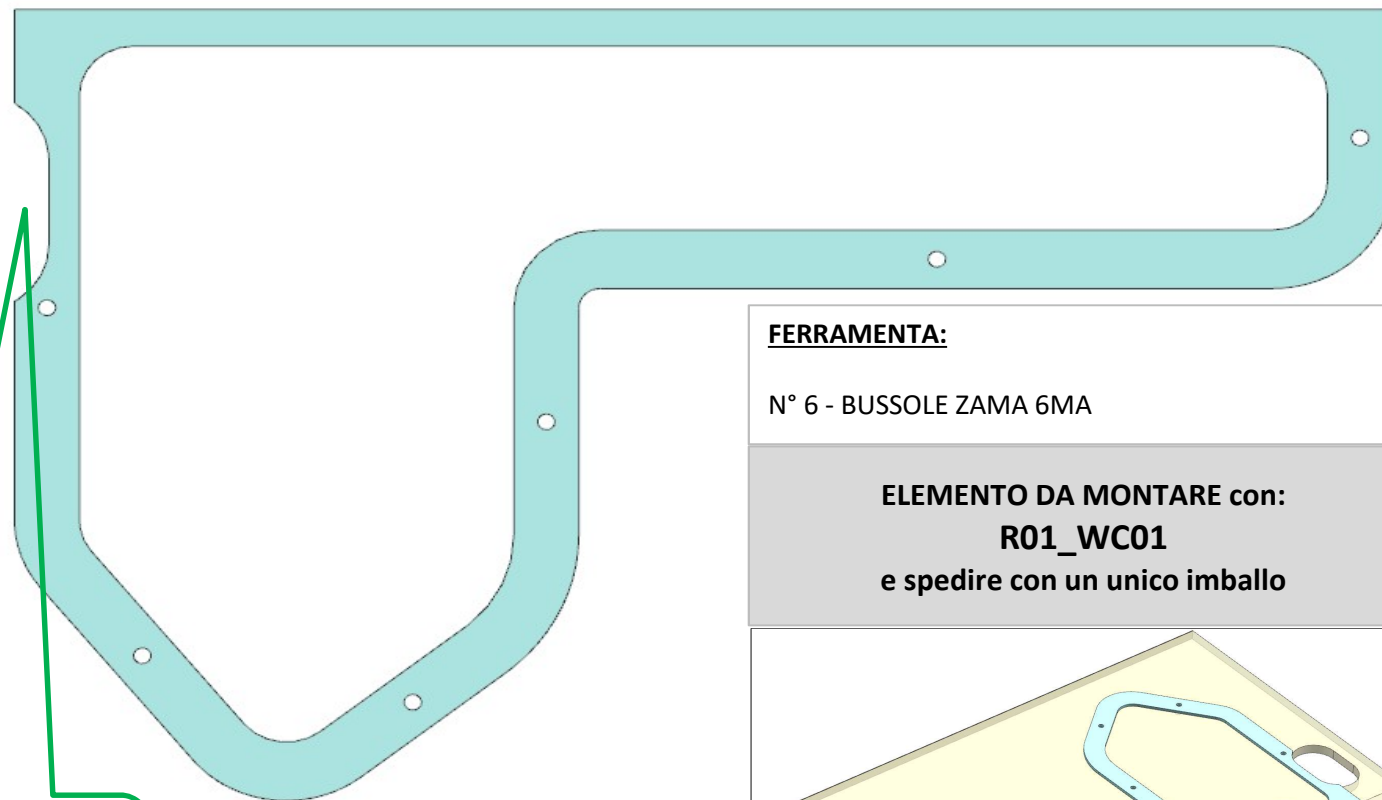 FERRAMENTA:
N° 6 - BUSSOLE ZAMA 6MA
ELEMENTO DA MONTARE con:
R01_WC01
e spedire con un unico imballo